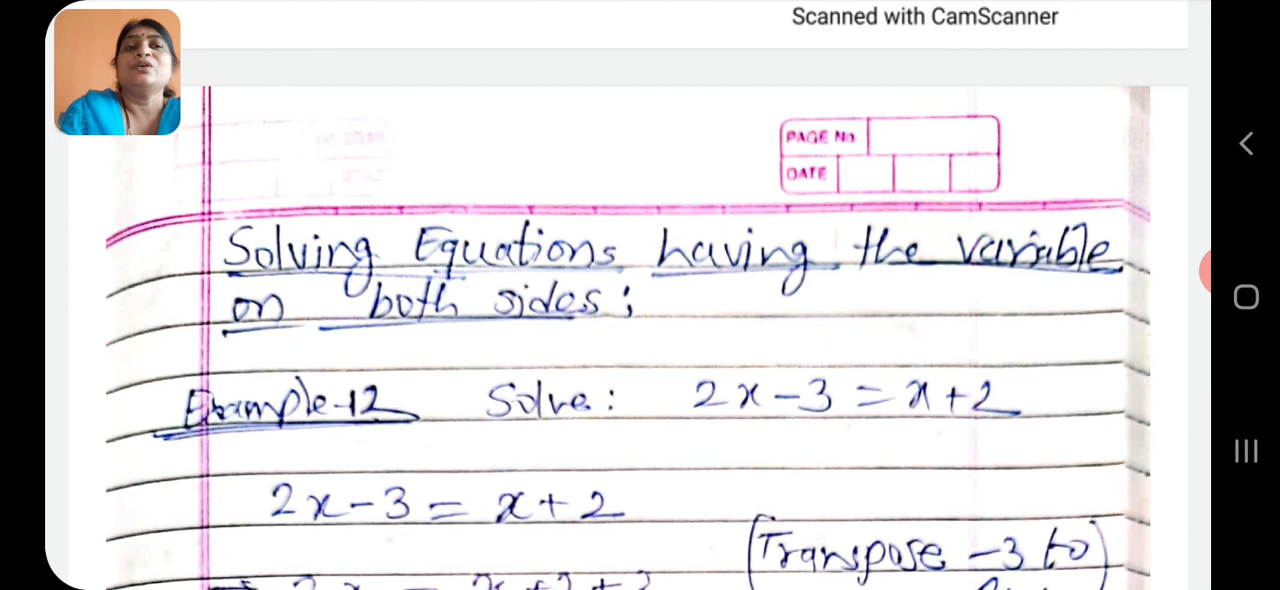 Scanned with CamScanner
PAGE No
DATE
Solving Equations having the variable
on both sides;
Example-12 Solve: 2x-3=x+2
2x-3 = x+2
(Transpose -3 to)